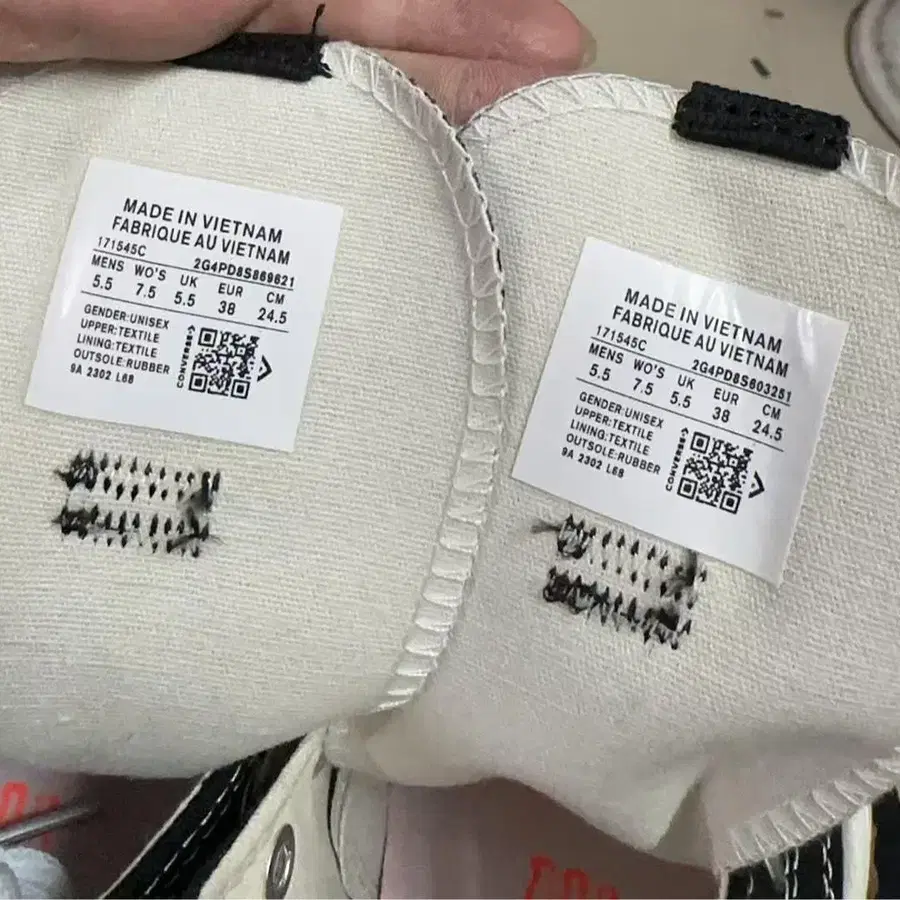 MADE IN VIETNAM
FABRIQUE AU VIETNAM
171545C 2G4PD8S869621
MENS WO'S UK EUR CM
5.5 7.5 5.5 38 24.5
GENDER:UNISEX
UPPER:TEXTILE
LINING:TEXTILE
OUTSOLE:RUBBER
9A 2302 L68
CONVERSE
MADE IN VIETNAM
FABRIQUE AU VIETNAM
171545C 2G4PD8S603251
MENS WO'S UK EUR CM
5.5 7.5 5.5 38 24.5
GENDER:UNISEX
UPPER:TEXTILE
LINING:TEXTILE
OUTSOLE:RUBBER
9A 2302 L68
CONVERSE